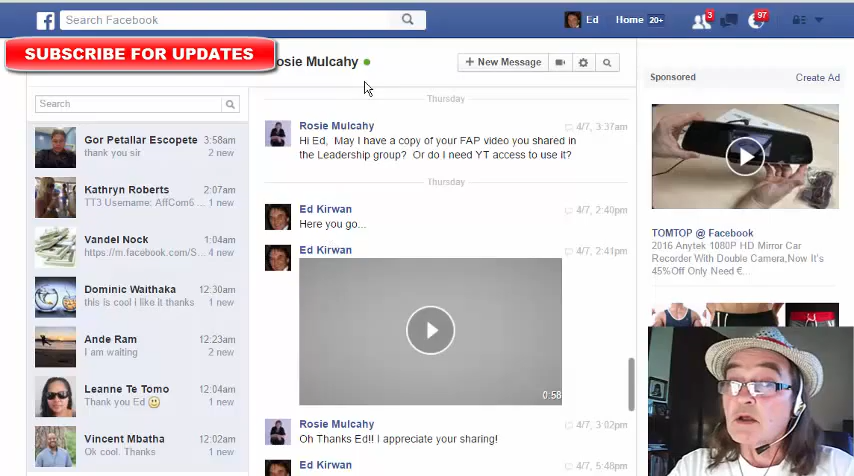 Search Facebook
Ed
Home 20+
3
97
SUBSCRIBE FOR UPDATES
osie Mulcahy
+ New Message
Search
Gor Petallar Escopete 3:58am
thank you sir 2 new
Kathryn Roberts 2:07am
TT3 Username: AffCom6 ... 1 new
Vandel Nock 1:04am
https://m.facebook.com/S... 4 new
Dominic Waithaka 12:30am
this is cool i like it thanks 1 new
Ande Ram 12:23am
I am waiting 2 new
Leanne Te Tomo 12:04am
Thank you Ed 1 new
Vincent Mbatha 12:02am
Ok cool. Thanks 1 new
Thursday
Rosie Mulcahy 4/7, 3:37am
Hi Ed, May I have a copy of your FAP video you shared in
the Leadership group? Or do I need YT access to use it?
Thursday
Ed Kirwan 4/7, 2:40pm
Here you go...
Ed Kirwan 4/7, 2:41pm
0:58
Rosie Mulcahy 4/7, 3:02pm
Oh Thanks Ed!! I appreciate your sharing!
Ed Kirwan 4/7, 5:48pm
Sponsored Create Ad
TOMTOP @ Facebook
2016 Anytek 1080P HD Mirror Car
Recorder With Double Camera,Now It's
45%Off Only Need €...